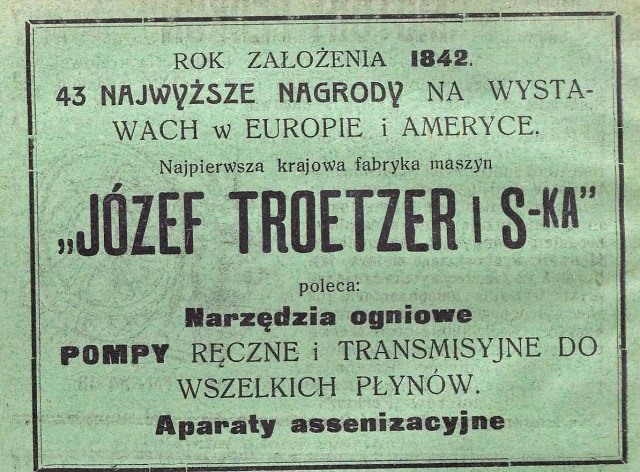 ROK ZAŁOŻENIA 1842.
43 NAJWYŻSZE NAGRODY NA WYSTA-
WACH w EUROPIE i AMERYCE.
Najpierwsza krajowa fabryka maszyn
„JÓZEF TROETZER i S-KA”
poleca:
Narzędzia ogniowe
POMPY RĘCZNE i TRANSMISYJNE DO
WSZELKICH PŁYNÓW.
Aparaty assenizacyjne